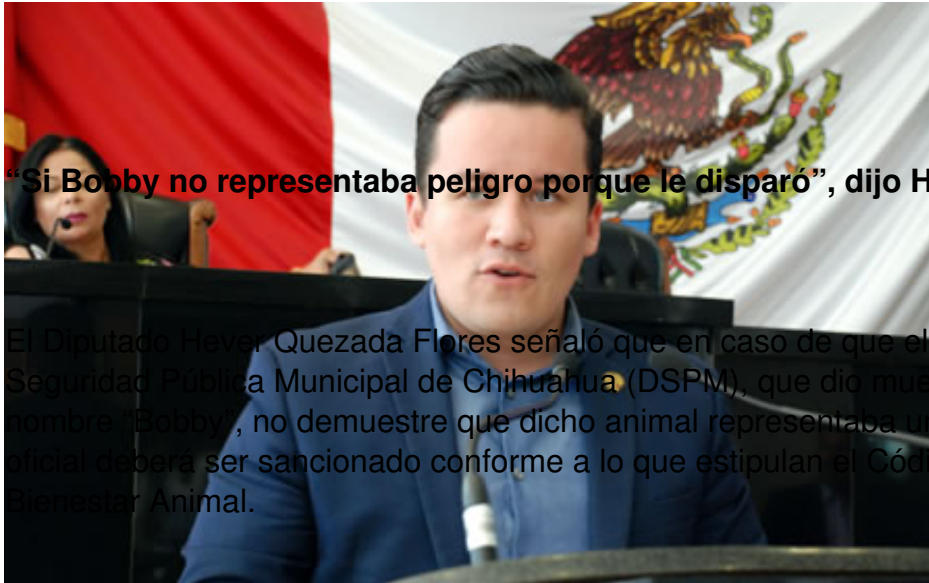 “Si Bobby no representaba peligro porque le disparó”, dijo H
El Diputado Hever Quezada Flores señaló que en caso de que el
Seguridad Pública Municipal de Chihuahua (DSPM), que dio mue
nombre “Bobby”, no demuestre que dicho animal representaba un
oficial deberá ser sancionado conforme a lo que estipulan el Códi
Bienestar Animal.